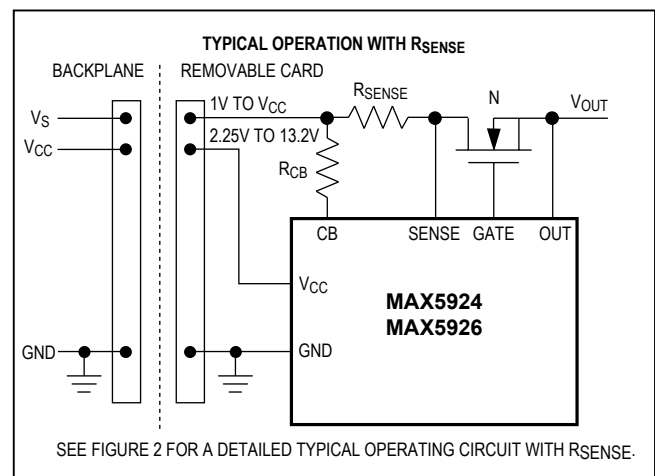 TYPICAL OPERATION WITH RSENSE
BACKPLANE
REMOVABLE CARD
VS
VCC
GND
1V TO VCC
2.25V TO 13.2V
RSENSE
N
VOUT
RCB
CB
SENSE
GATE
OUT
VCC
MAX5924
MAX5926
GND
SEE FIGURE 2 FOR A DETAILED TYPICAL OPERATING CIRCUIT WITH RSENSE.